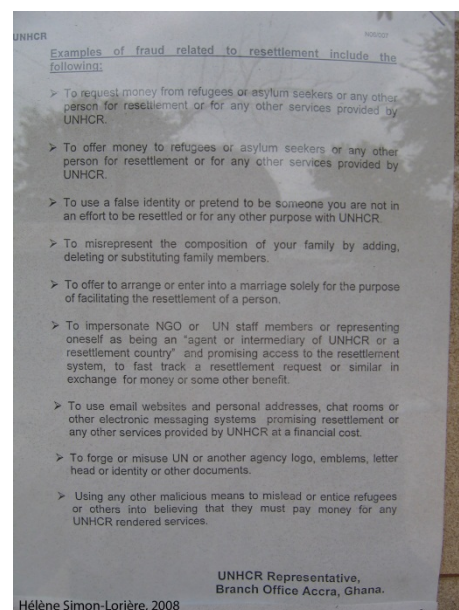 UNHCR
Examples of fraud related to resettlement include the
following:
➢ To request money from refugees or asylum seekers or any other
person for resettlement or for any other services provided by
UNHCR.
➢ To offer money to refugees or asylum seekers or any other
person for resettlement or for any other services provided by
UNHCR.
➢ To use a false identity or pretend to be someone you are not in
an effort to be resettled or for any other purpose with UNHCR.
➢ To misrepresent the composition of your family by adding,
deleting or substituting family members.
➢ To offer to arrange or enter into a marriage solely for the purpose
of facilitating the resettlement of a person.
➢ To impersonate NGO or UN staff members or representing
oneself as being an "agent or intermediary of UNHCR or a
resettlement country" and promising access to the resettlement
system, to fast track a resettlement request or similar in
exchange for money or some other benefit.
➢ To use email websites and personal addresses, chat rooms or
other electronic messaging systems promising resettlement or
any other services provided by UNHCR at a financial cost.
➢ To forge or misuse UN or another agency logo, emblems, letter
head or identity or other documents.
➢ Using any other malicious means to mislead or entice refugees
or others into believing that they must pay money for any
UNHCR rendered services.
UNHCR Representative,
Branch Office Accra, Ghana.
Hélène Simon-Lorière, 2008